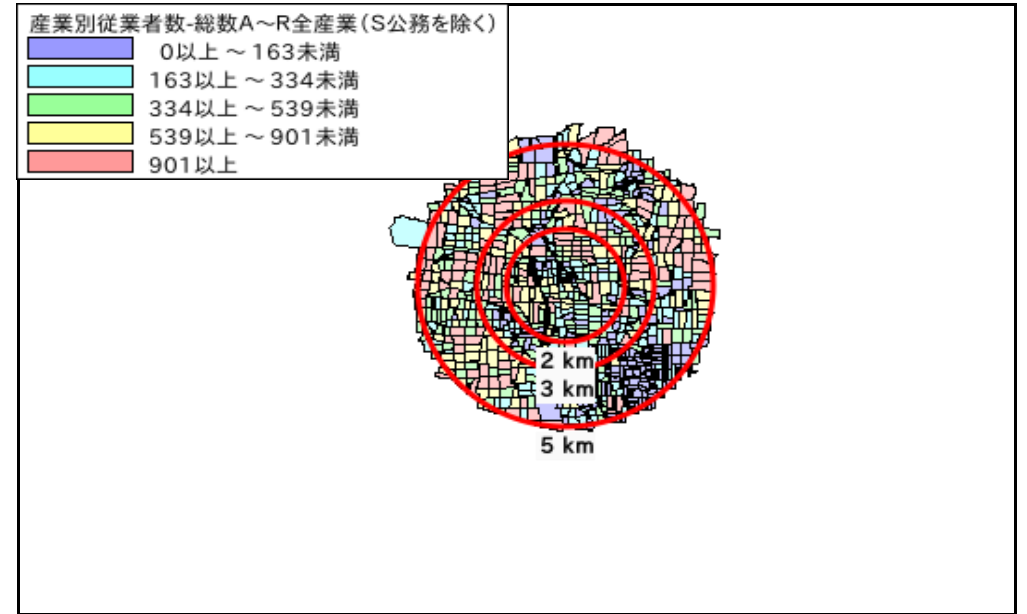 産業別従業者数-総数A～R全産業(S公務を除く)
0以上 ～ 163未満
163以上 ～ 334未満
334以上 ～ 539未満
539以上 ～ 901未満
901以上
2 km
3 km
5 km